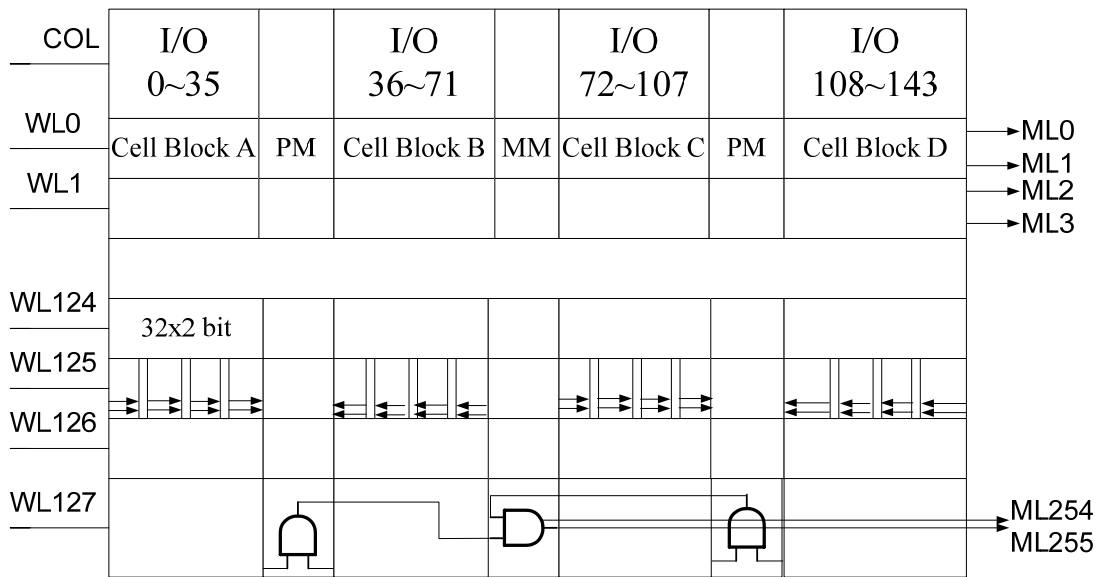 COL
I/O
0~35
I/O
36~71
I/O
72~107
I/O
108~143
WL0
Cell Block A
PM
Cell Block B
MM
Cell Block C
PM
Cell Block D
ML0
ML1
WL1
ML2
ML3
WL124
32x2 bit
WL125
WL126
WL127
ML254
ML255